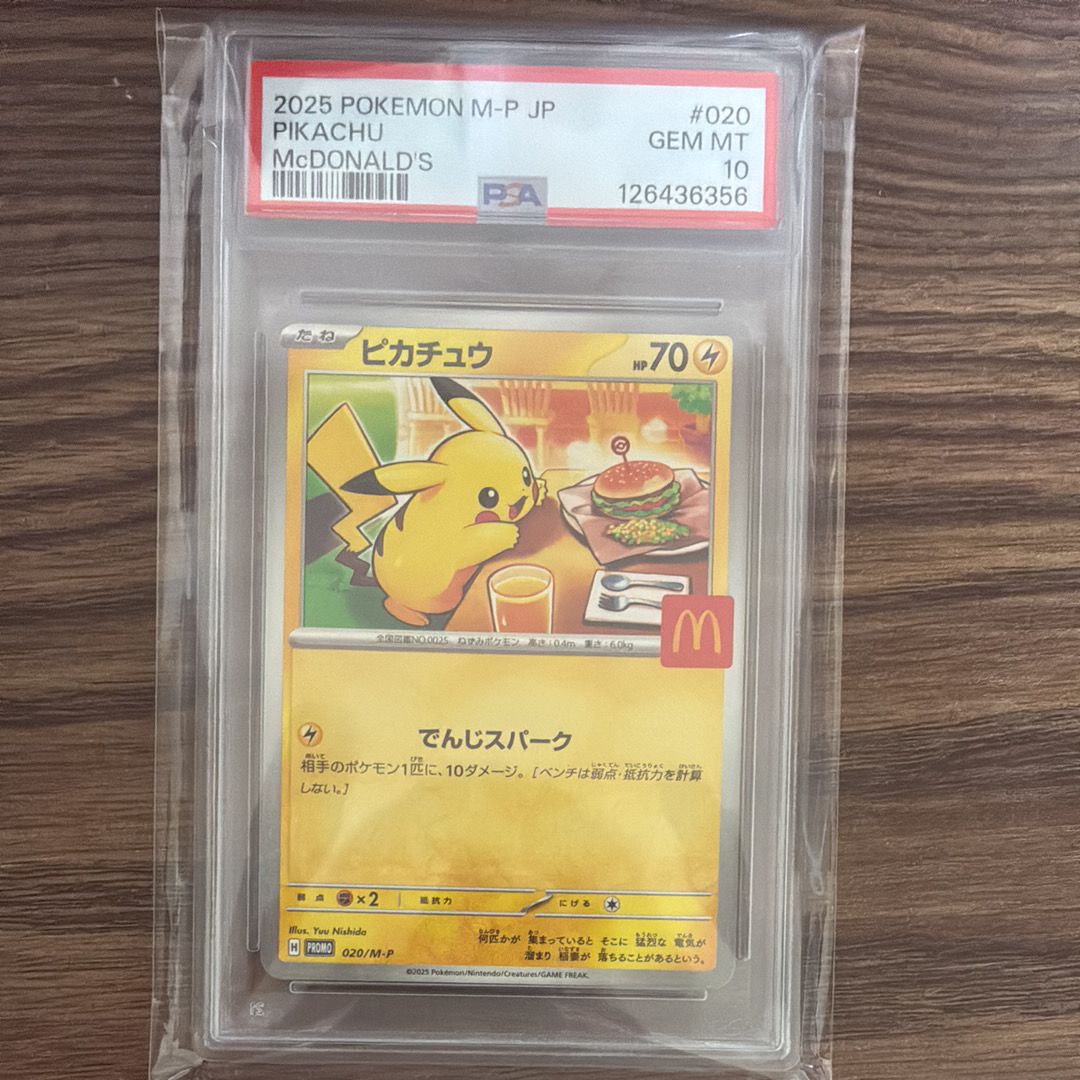 2025 POKEMON M-P JP #020
PIKACHU GEM MT
McDONALD'S 10
PSA 126436356
たね ピカチュウ HP70
全国図鑑NO.0025 ねずみポケモン 高さ:0.4m 重さ:6.0kg
でんじスパーク
相手のポケモン1匹に、10ダメージ。[ベンチは弱点・抵抗力を計算
しない。]
弱点 ×2 抵抗力 にげる
Illus. Yuu Nishida
何匹かが 集まっていると そこに 猛烈な 電気が
H PROMO 020/M-P
溜まり 稲妻が 落ちることがあるという。
©2025 Pokémon/Nintendo/Creatures/GAME FREAK.